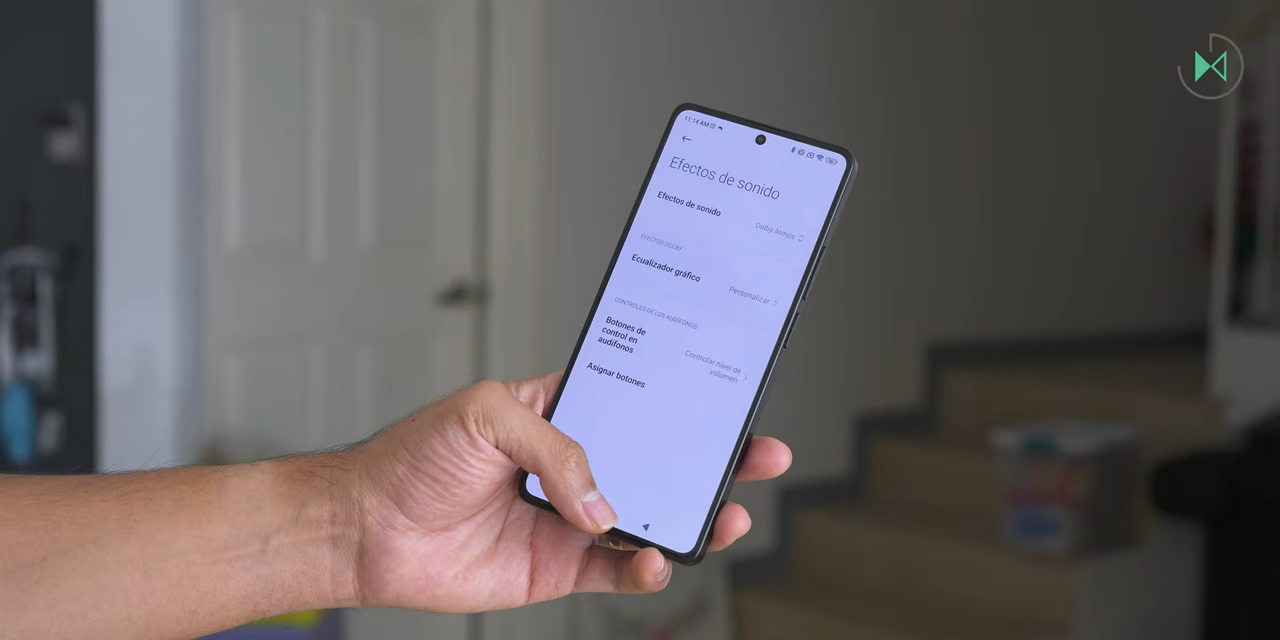 11:14 AM
Efectos de sonido
Efectos de sonido
Dolby Atmos
EFECTOS DOLBY
Ecualizador gráfico
Personalizar
CONTROLES DE LOS AUDÍFONOS
Botones de
control en
audífonos
Controlar nivel de
volumen
Asignar botones